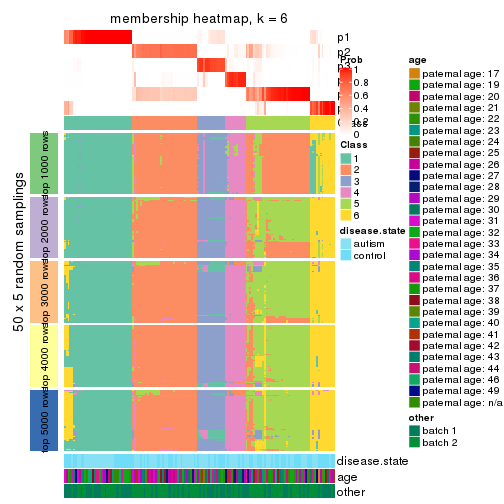 membership heatmap, k = 6
p1
p2
Prob
1
0.8
0.6
0.4
0.2
0
Class
1
2
3
4
5
6
disease.state
autism
control
age
paternal age: 17
paternal age: 19
paternal age: 20
paternal age: 21
paternal age: 22
paternal age: 23
paternal age: 24
paternal age: 25
paternal age: 26
paternal age: 27
paternal age: 28
paternal age: 29
paternal age: 30
paternal age: 31
paternal age: 32
paternal age: 33
paternal age: 34
paternal age: 35
paternal age: 36
paternal age: 37
paternal age: 38
paternal age: 39
paternal age: 40
paternal age: 41
paternal age: 42
paternal age: 43
paternal age: 44
paternal age: 46
paternal age: 49
paternal age: n/a
other
batch 1
batch 2
50 x 5 random samplings
top 1000 rows
top 2000 rows
top 3000 rows
top 4000 rows
top 5000 rows
disease.state
age
other